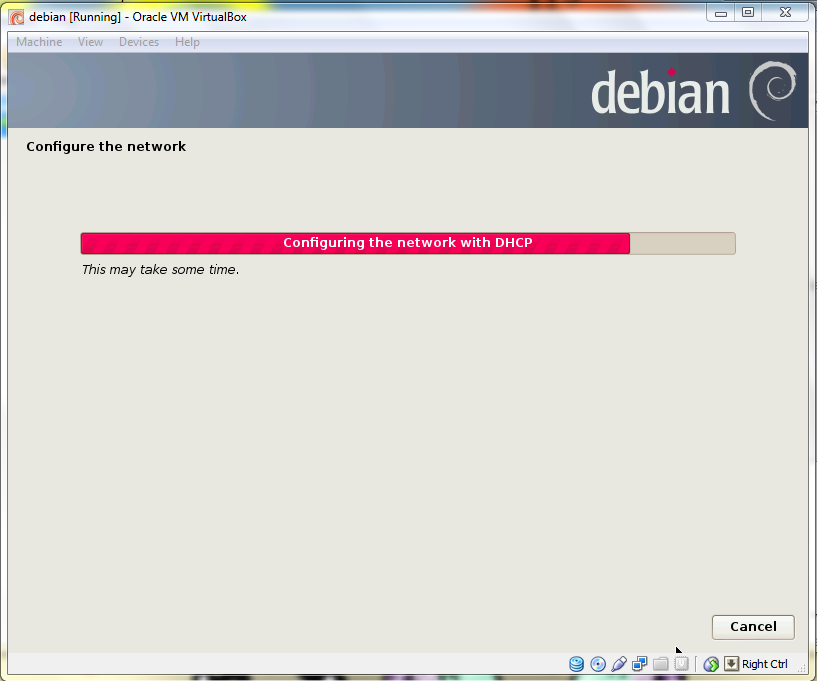 debian [Running] - Oracle VM VirtualBox
Machine View Devices Help
debian
Configure the network
Configuring the network with DHCP
This may take some time.
Cancel
Right Ctrl